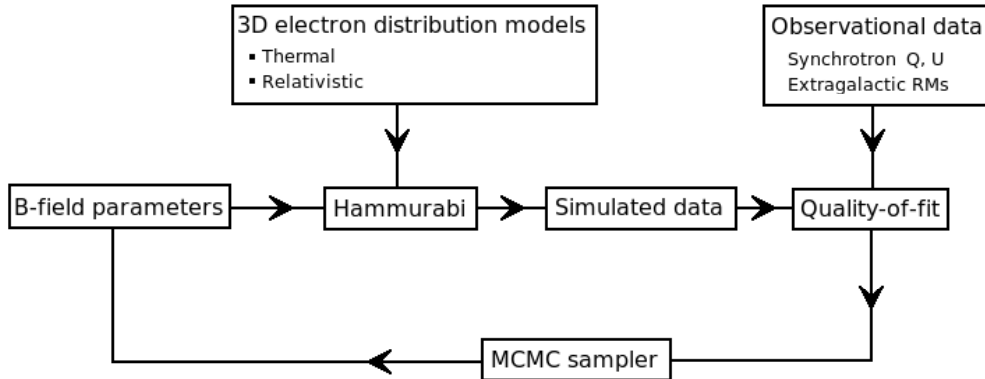 3D electron distribution models
▪ Thermal
▪ Relativistic
Observational data
Synchrotron Q, U
Extragalactic RMs
B-field parameters
Hammurabi
Simulated data
Quality-of-fit
MCMC sampler